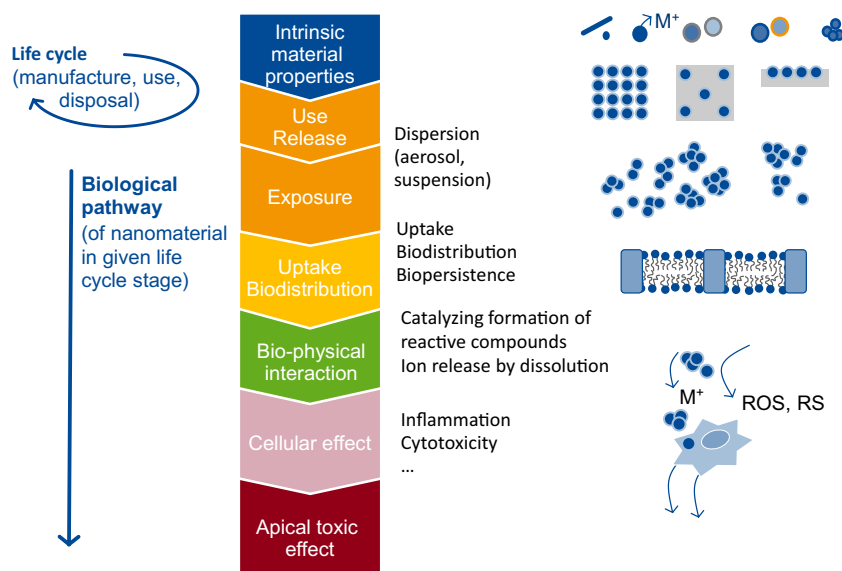 Life cycle
(manufacture, use,
disposal)
Biological
pathway
(of nanomaterial
in given life
cycle stage)
Intrinsic
material
properties
Use
Release
Exposure
Uptake
Biodistribution
Bio-physical
interaction
Cellular effect
Apical toxic
effect
Dispersion
(aerosol,
suspension)
Uptake
Biodistribution
Biopersistence
Catalyzing formation of
reactive compounds
Ion release by dissolution
Inflammation
Cytotoxicity
...
M⁺
M⁺
ROS, RS